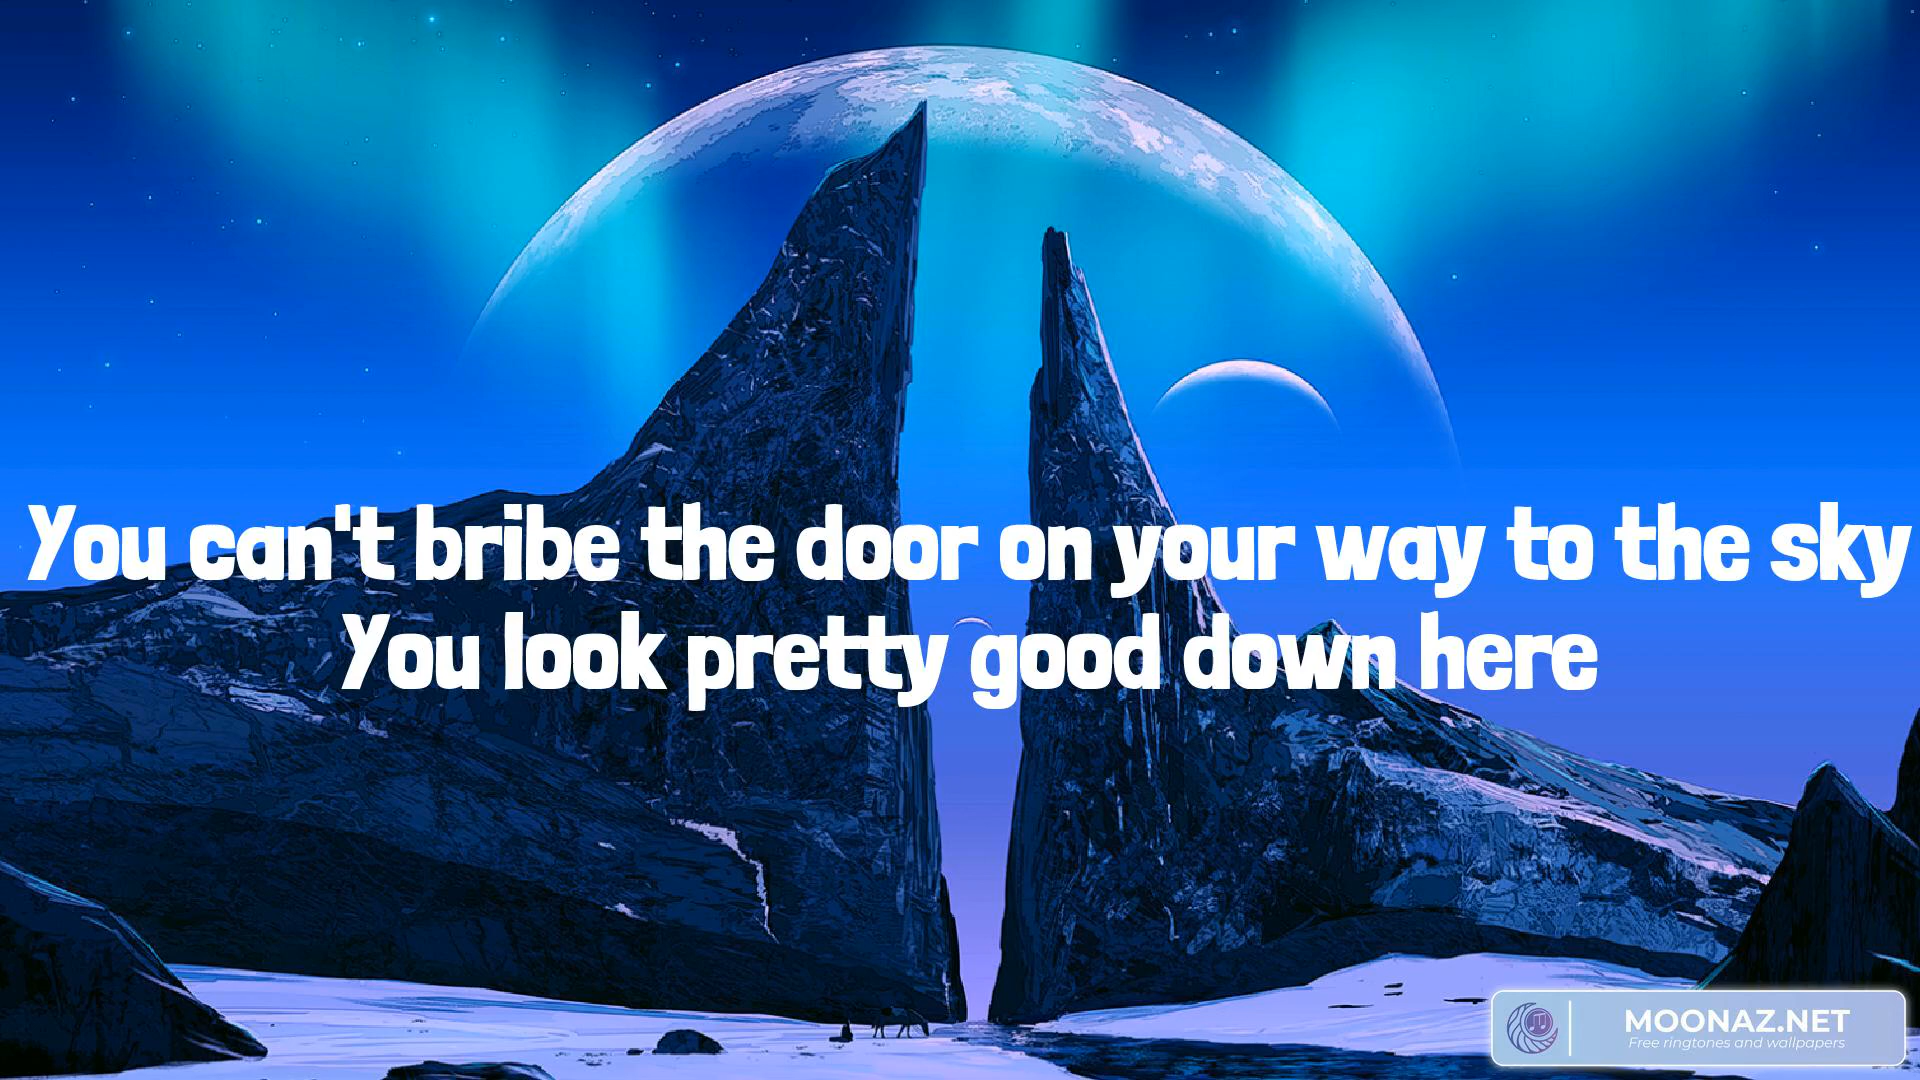 You can't bribe the door on your way to the sky
You look pretty good down here
MOONAZ.NET
Free ringtones and wallpapers